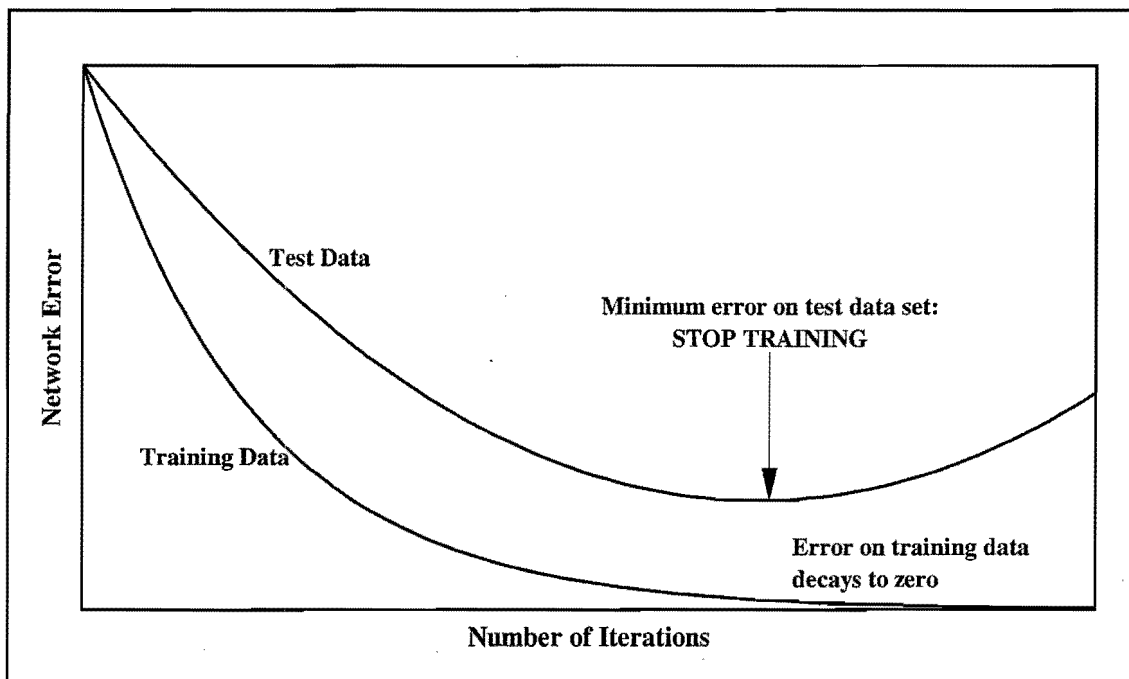 Network Error
Test Data
Training Data
Minimum error on test data set:
STOP TRAINING
Error on training data
decays to zero
Number of Iterations